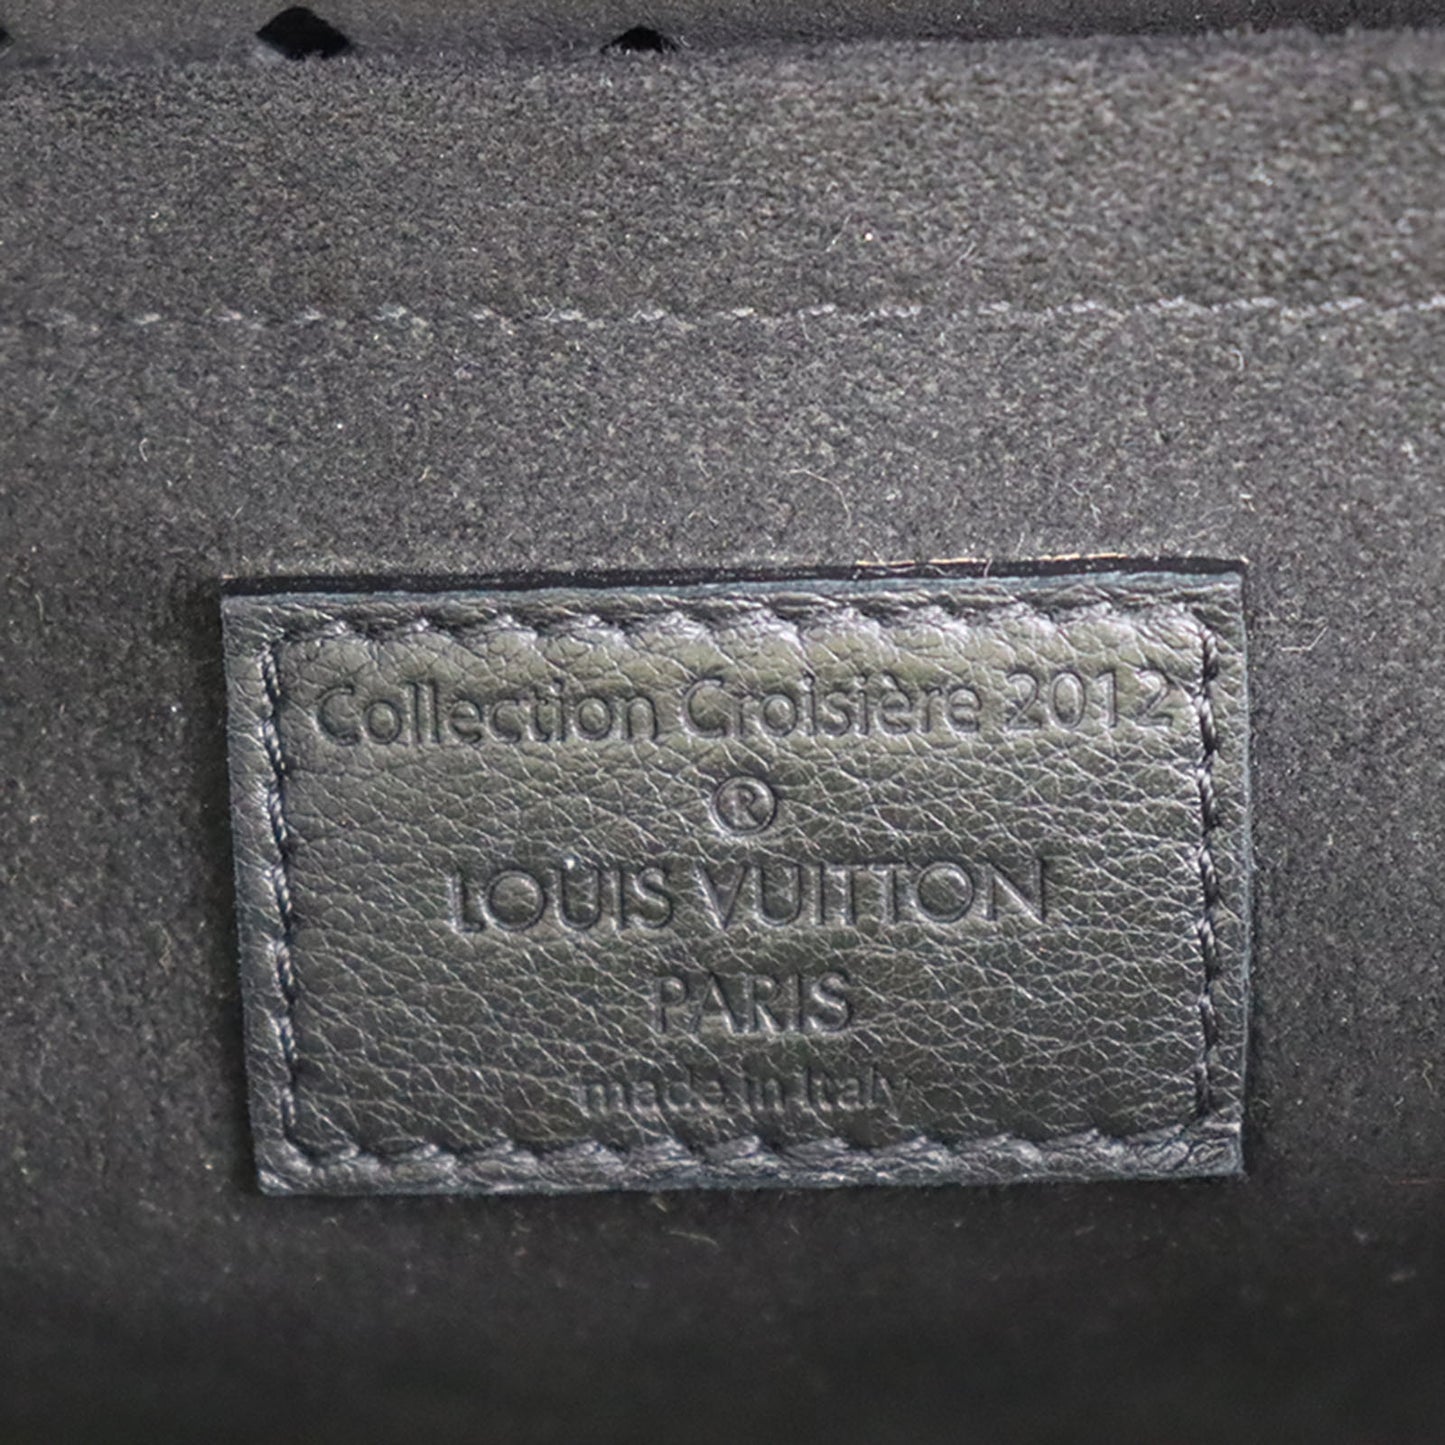 Collection Croisière 2012
®
LOUIS VUITTON
PARIS
made in Italy